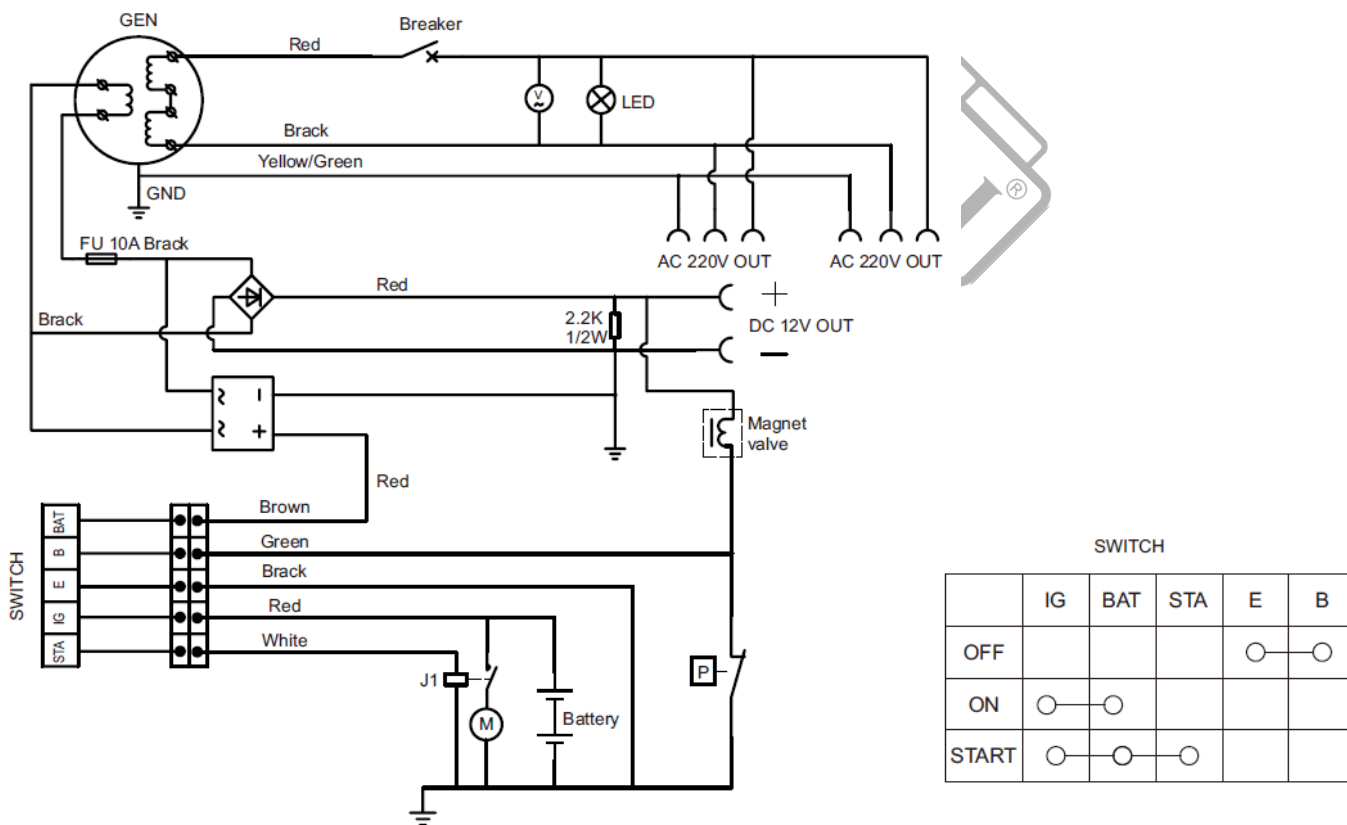 GEN
Breaker
Red
V
LED
Brack
Yellow/Green
GND
FU 10A Brack
AC 220V OUT
AC 220V OUT
®
Red
+
DC 12V OUT
2.2K
1/2W
Brack
~ −
~ +
Magnet
valve
Red
SWITCH
BAT
B
E
IG
STA
Brown
Green
Brack
Red
White
J1
M
Battery
P
SWITCH
IG BAT STA E B
OFF
ON
START